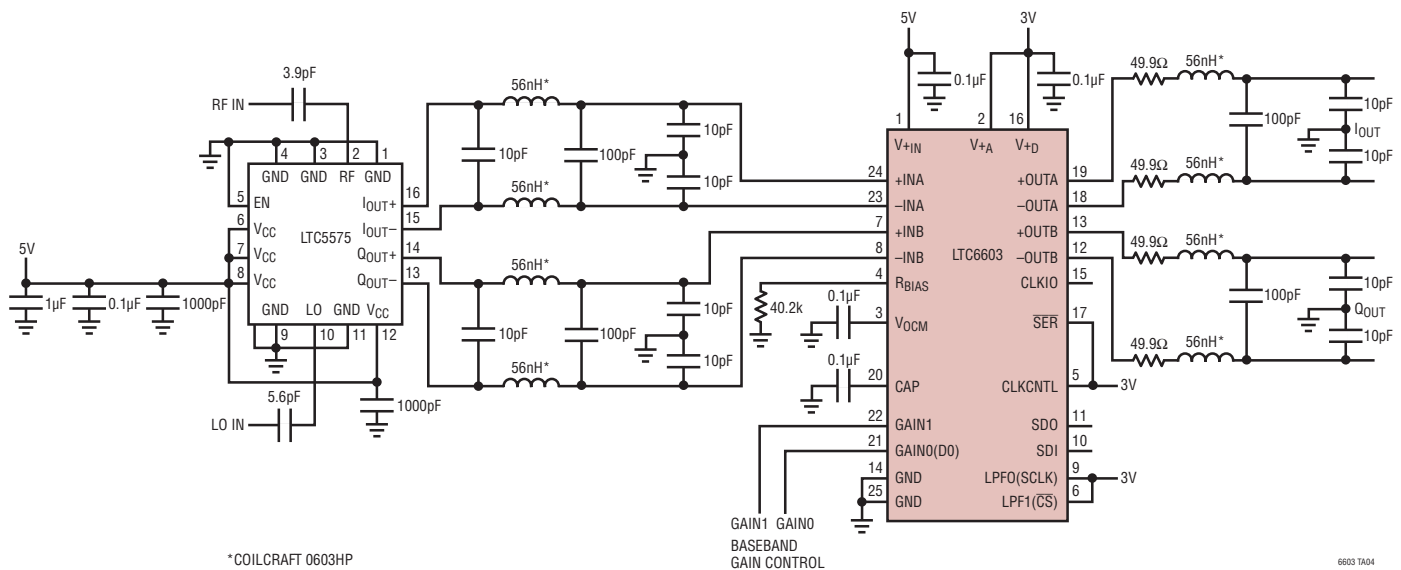 5V
3V
3.9pF
56nH*
0.1µF
0.1µF
49.9Ω
56nH*
RF IN
10pF
10pF
100pF
10pF
10pF
100pF
IOUT
10pF
1
2
16
V+IN
V+A
V+D
4
3
2
1
GND
GND
RF
GND
56nH*
49.9Ω
56nH*
24
+INA
+OUTA
19
23
–INA
–OUTA
18
7
+INB
+OUTB
13
8
–INB
–OUTB
12
4
RBIAS
CLKIO
15
3
VOCM
SER
17
20
CAP
CLKCNTL
5
3V
22
GAIN1
SDO
11
21
GAIN0(D0)
SDI
10
14
GND
LPF0(SCLK)
9
3V
25
GND
LPF1(CS)
6
LTC6603
5
EN
IOUT+
16
6
VCC
IOUT–
15
7
VCC
QOUT+
14
8
VCC
QOUT–
13
LTC5575
5V
1µF
0.1µF
1000pF
GND
LO
GND
VCC
9
10
11
12
56nH*
10pF
100pF
10pF
10pF
56nH*
40.2k
0.1µF
0.1µF
49.9Ω
56nH*
100pF
10pF
QOUT
10pF
49.9Ω
56nH*
5.6pF
1000pF
LO IN
GAIN1 GAIN0
BASEBAND
GAIN CONTROL
*COILCRAFT 0603HP
6603 TA04